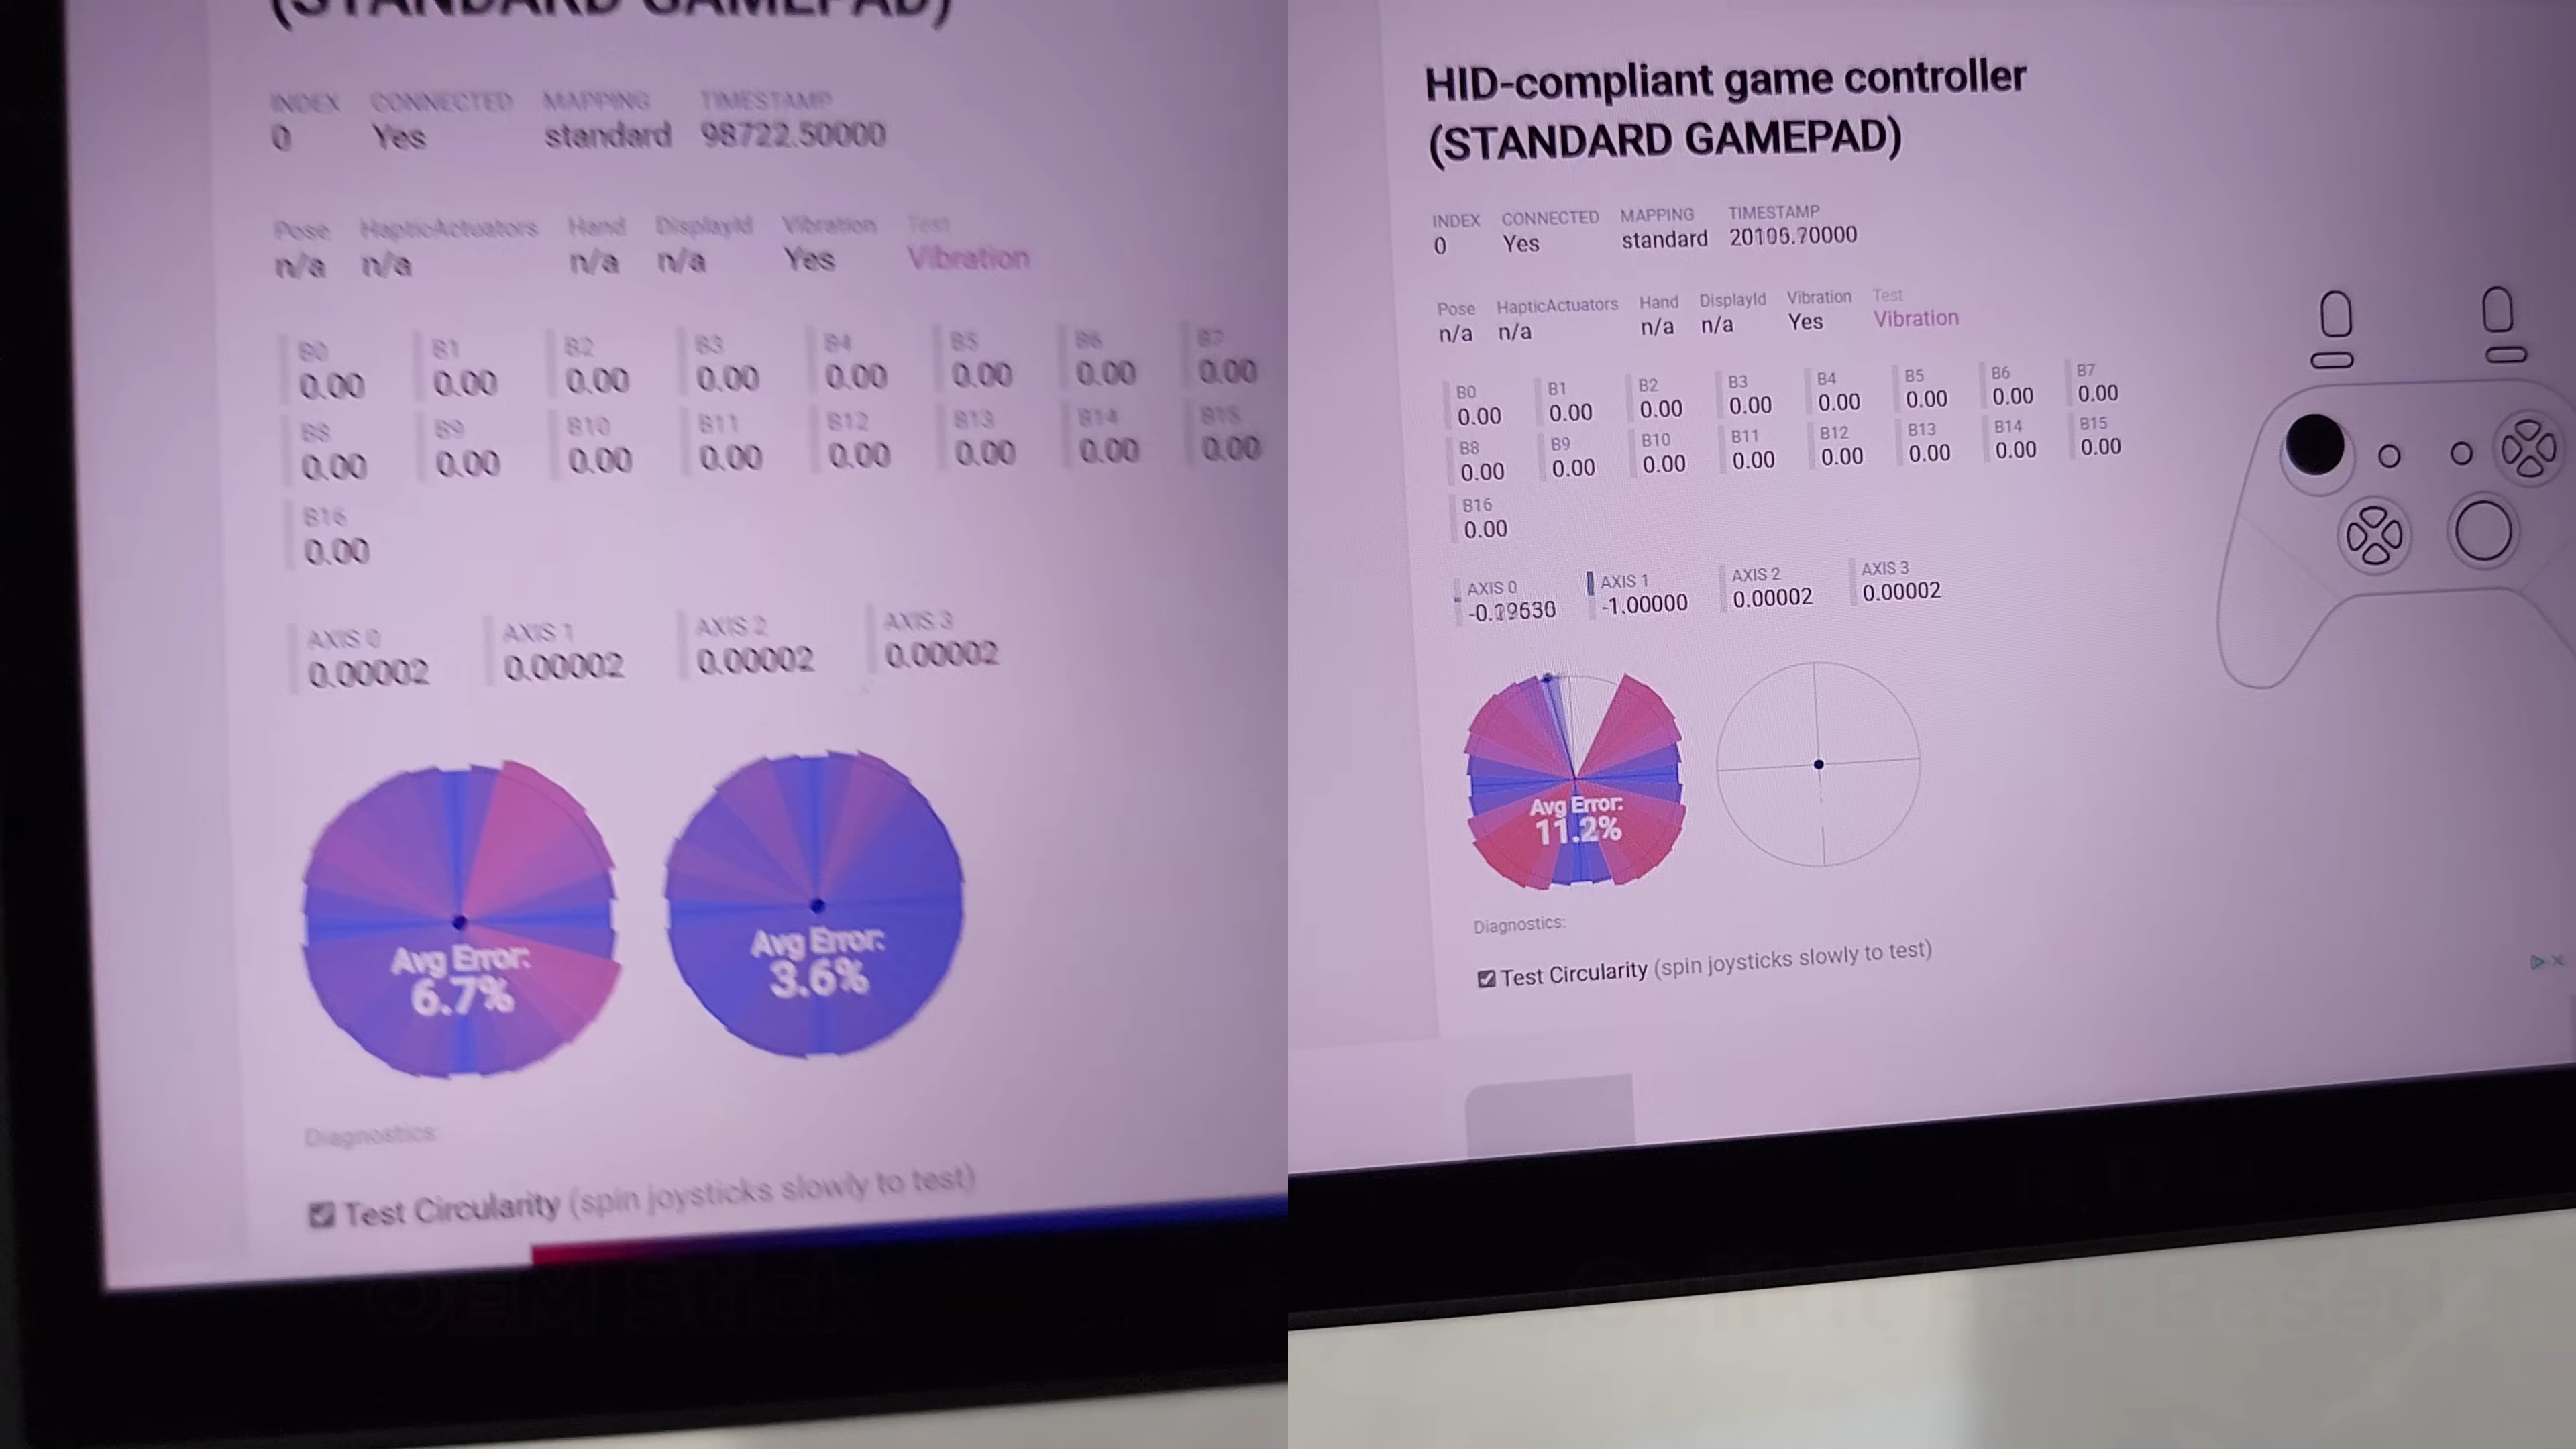 (STANDARD GAMEPAD)
INDEX CONNECTED MAPPING TIMESTAMP
0 Yes standard 98722.50000
Pose HapticActuators Hand DisplayId Vibration Test
n/a n/a n/a n/a Yes Vibration
B0 B1 B2 B3 B4 B5 B6 B7
0.00 0.00 0.00 0.00 0.00 0.00 0.00 0.00
B8 B9 B10 B11 B12 B13 B14 B15
0.00 0.00 0.00 0.00 0.00 0.00 0.00 0.00
B16
0.00
AXIS 0 AXIS 1 AXIS 2 AXIS 3
0.00002 0.00002 0.00002 0.00002
Avg Error: Avg Error:
6.7% 3.6%
Diagnostics:
Test Circularity (spin joysticks slowly to test)
OEM Stick
HID-compliant game controller
(STANDARD GAMEPAD)
INDEX CONNECTED MAPPING TIMESTAMP
0 Yes standard
Pose HapticActuators Hand DisplayId Vibration Test
n/a n/a n/a n/a Yes Vibration
B0 B1 B2 B3 B4 B5 B6 B7
0.00 0.00 0.00 0.00 0.00 0.00 0.00 0.00
B8 B9 B10 B11 B12 B13 B14 B15
0.00 0.00 0.00 0.00 0.00 0.00 0.00 0.00
B16
0.00
AXIS 0 AXIS 1 AXIS 2 AXIS 3
-1.00000 0.00002 0.00002
Avg Error:
11.2%
Diagnostics:
Test Circularity (spin joysticks slowly to test)